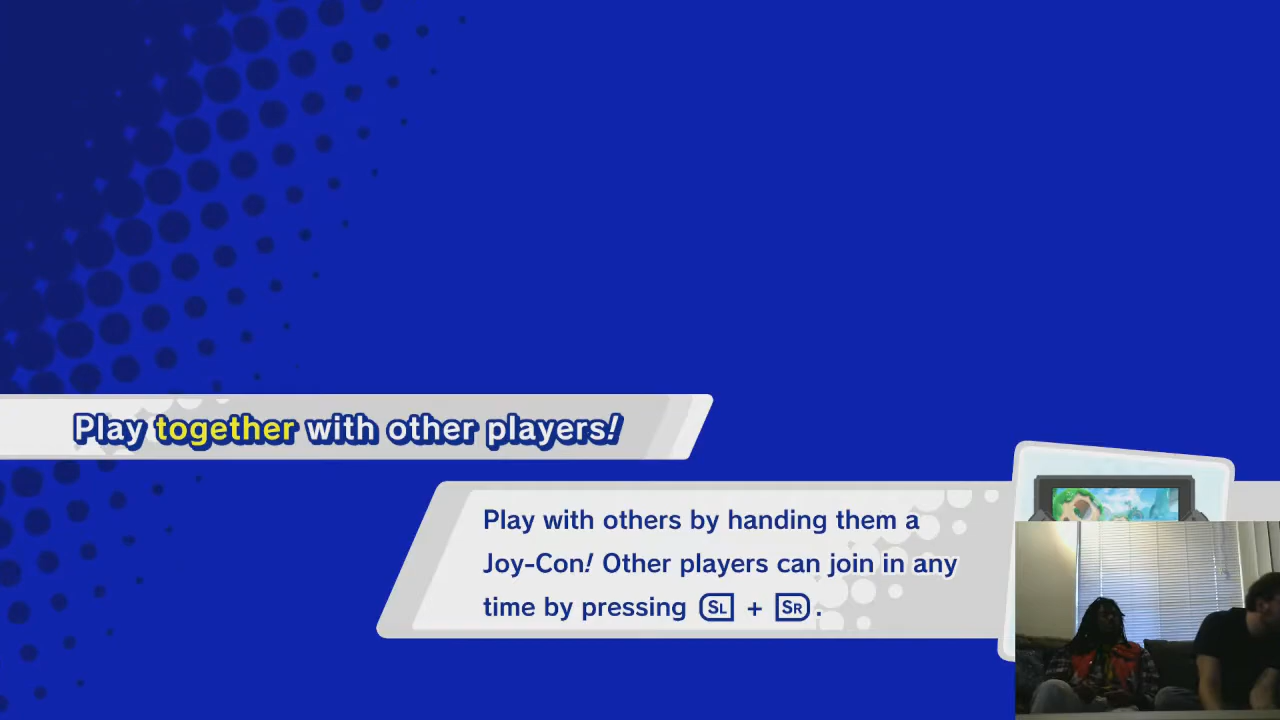 Play together with other players!
Play with others by handing them a
Joy-Con! Other players can join in any
time by pressing SL + SR.